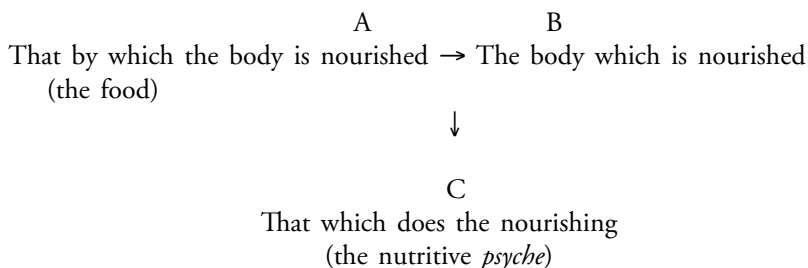 A B
That by which the body is nourished → The body which is nourished
(the food)
↓
C
That which does the nourishing
(the nutritive psyche)